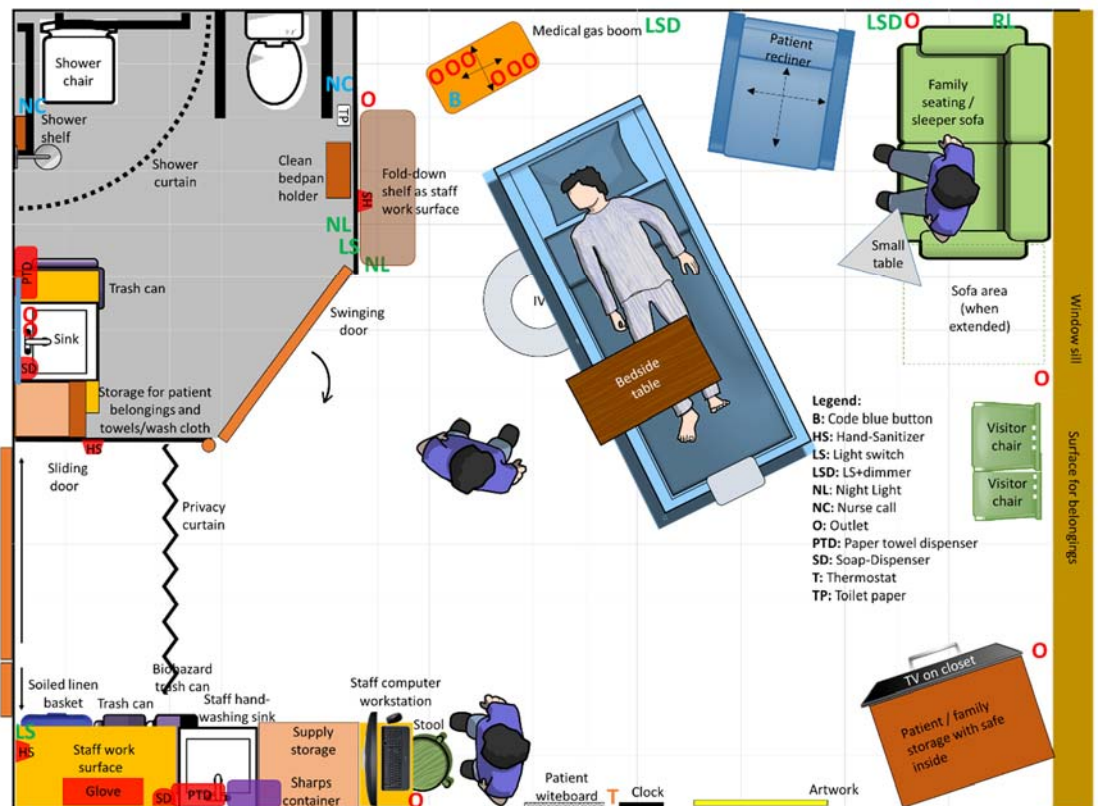 Shower
chair
NC
Shower
shelf
Shower
curtain
NC
TP
Clean
bedpan
holder
NL
LS
NL
O
HS
Fold-down
shelf as staff
work surface
OOO
OOO
B
Medical gas boom
LSD
Patient
recliner
LSD
O
RL
Family
seating /
sleeper sofa
Small
table
Sofa area
(when
extended)
Window sill
Surface for belongings
PTD
Trash can
O
O
Sink
SD
Storage for patient
belongings and
towels/wash cloth
HS
Swinging
door
IV
Bedside
table
Sliding
door
Privacy
curtain
O
Visitor
chair
Visitor
chair
Legend:
B: Code blue button
HS: Hand-Sanitizer
LS: Light switch
LSD: LS+dimmer
NL: Night Light
NC: Nurse call
O: Outlet
PTD: Paper towel dispenser
SD: Soap-Dispenser
T: Thermostat
TP: Toilet paper
Soiled linen
basket
Trash can
Biohazard
trash can
Staff hand-
washing sink
Staff computer
workstation
Stool
LS
HS
Staff work
surface
Glove
SD
PTD
Supply
storage
Sharps
container
O
Patient
witeboard
T
Clock
Artwork
O
TV on closet
Patient / family
storage with safe
inside